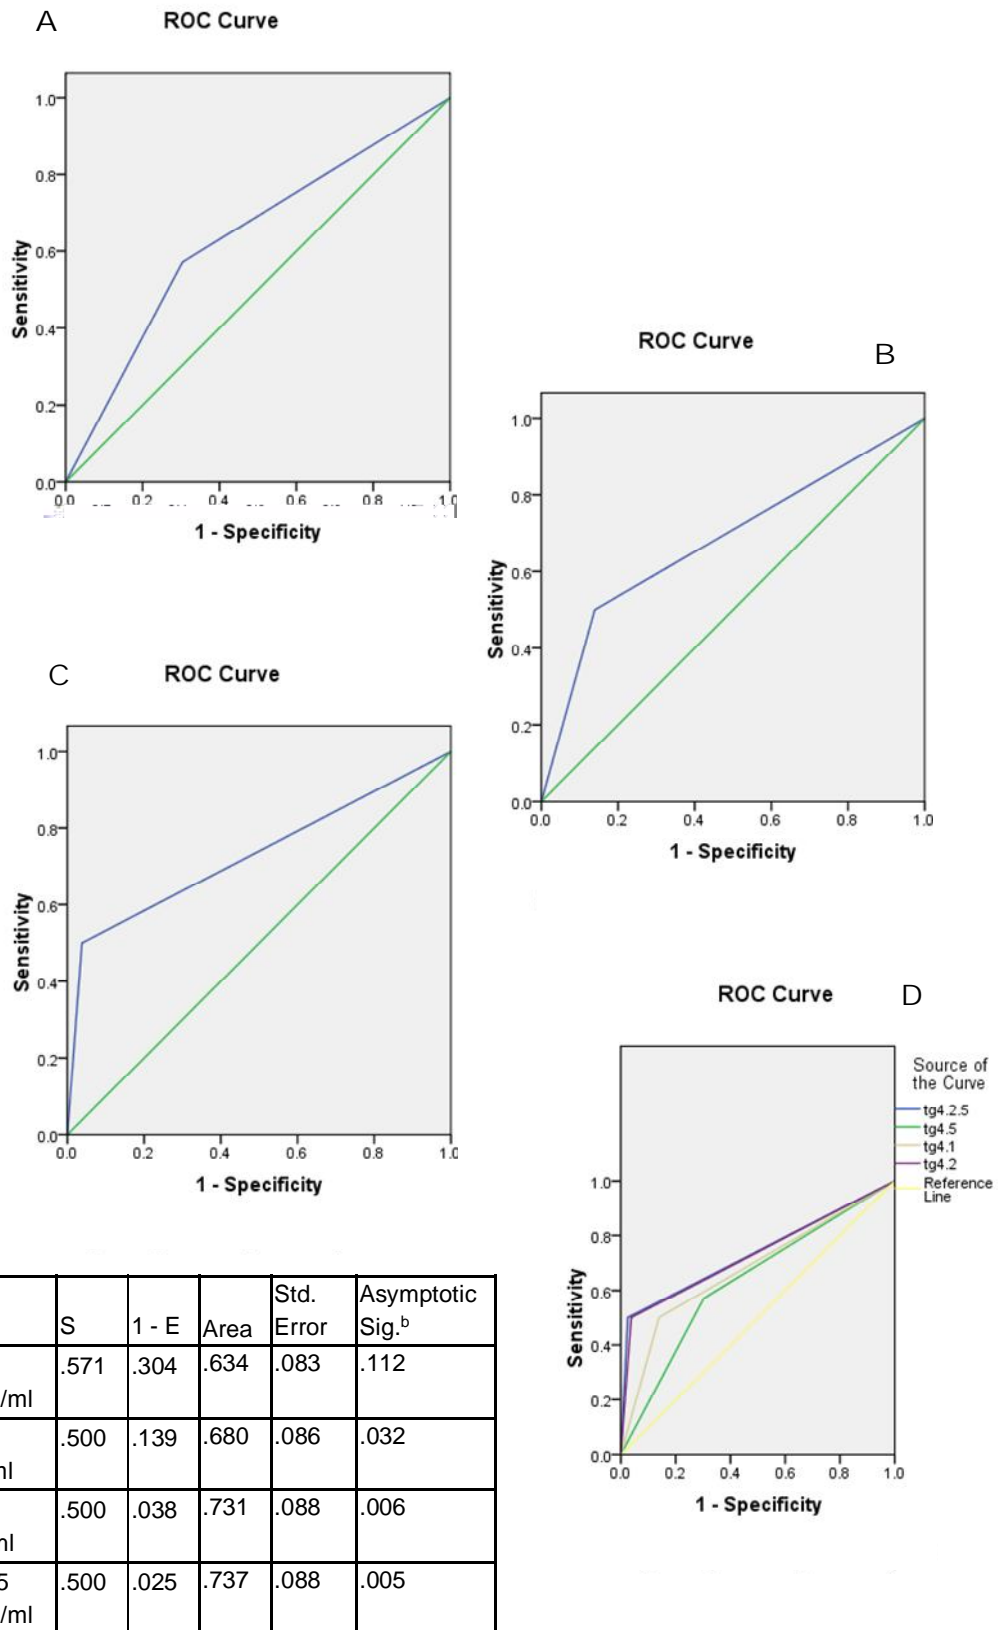 A
ROC Curve
1.0
0.8
0.6
0.4
0.2
0.0
Sensitivity
0.0 0.2 0.4 0.6 0.8 1.0
1 - Specificity
ROC Curve
B
1.0
0.8
0.6
0.4
0.2
0.0
Sensitivity
0.0 0.2 0.4 0.6 0.8 1.0
1 - Specificity
C
ROC Curve
1.0
0.8
0.6
0.4
0.2
0.0
Sensitivity
0.0 0.2 0.4 0.6 0.8 1.0
1 - Specificity
ROC Curve
D
Source of
the Curve
tg4.2.5
tg4.5
tg4.1
tg4.2
Reference
Line
1.0
0.8
0.6
0.4
0.2
0.0
Sensitivity
0.0 0.2 0.4 0.6 0.8 1.0
1 - Specificity
S 1 - E Area Std. Error Asymptotic Sig.b
/ml .571 .304 .634 .083 .112
ml .500 .139 .680 .086 .032
ml .500 .038 .731 .088 .006
5 /ml .500 .025 .737 .088 .005